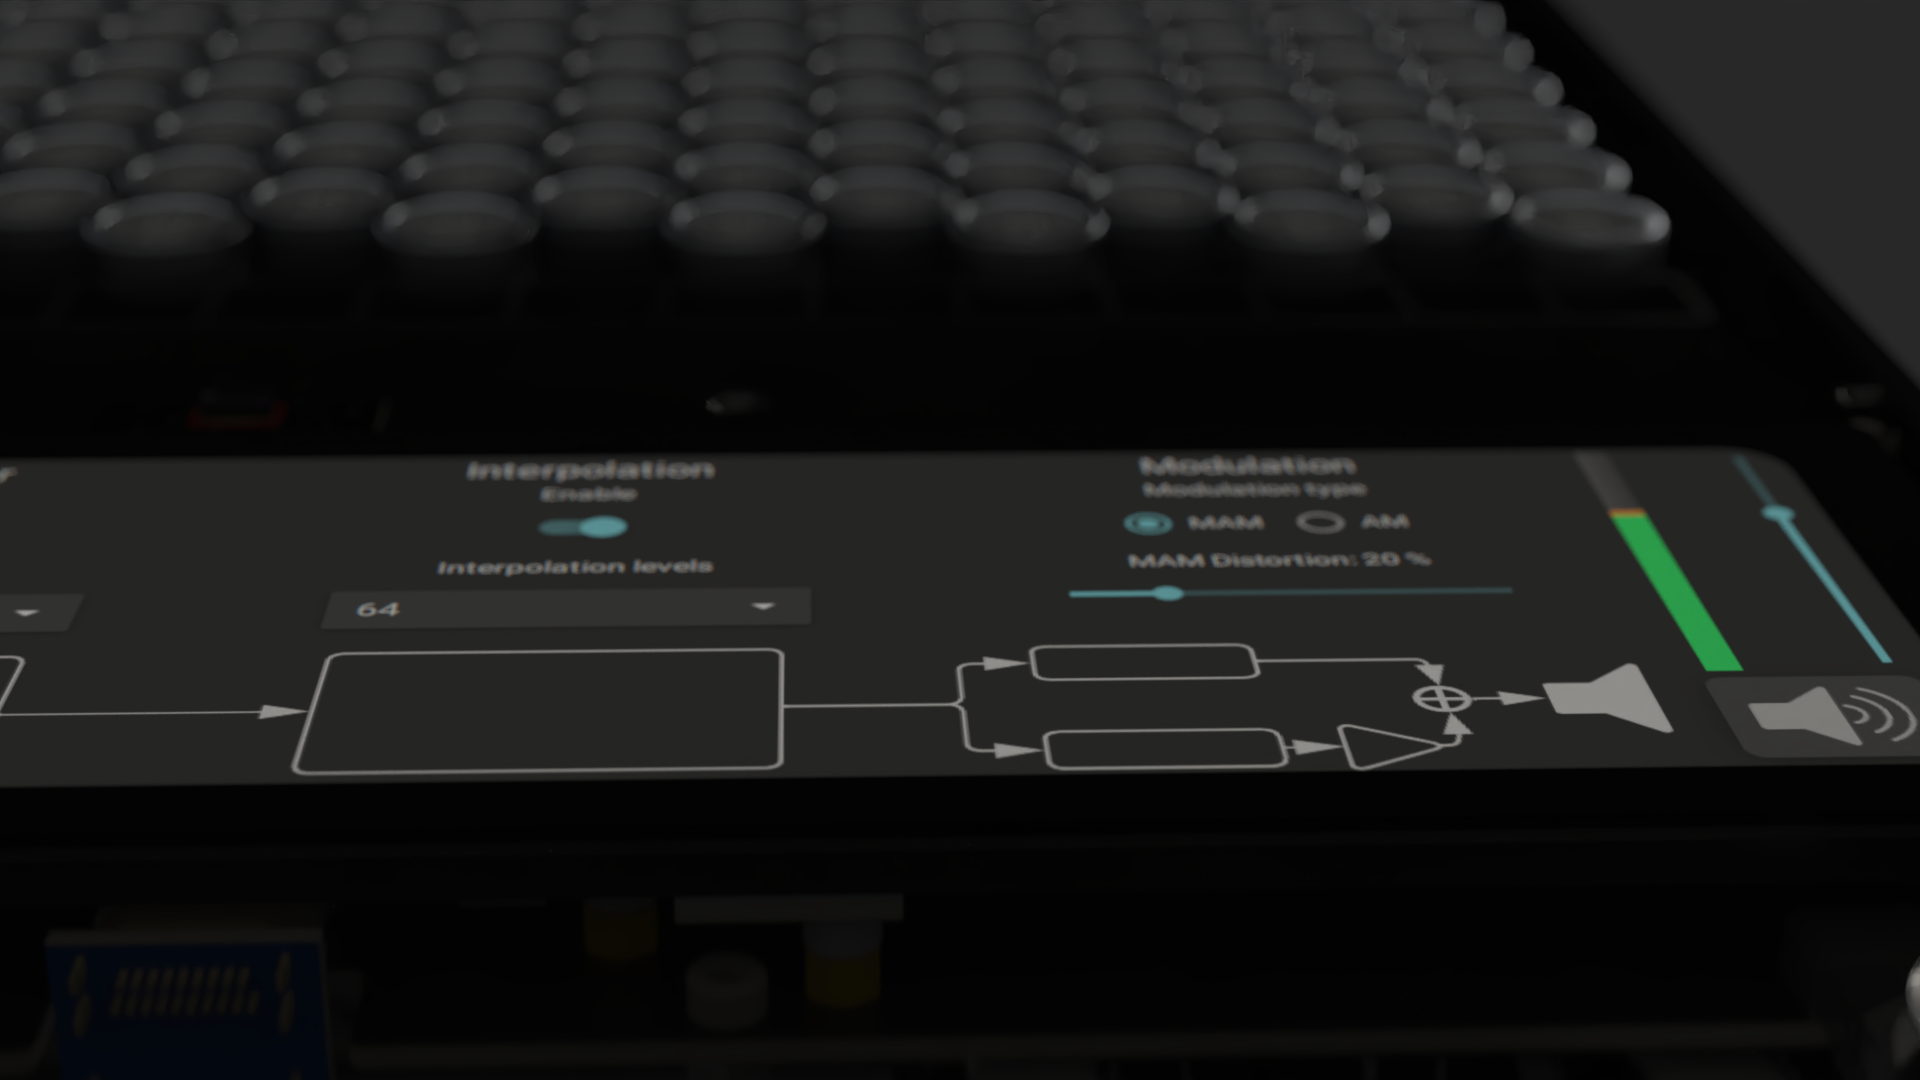 Interpolation
Enable
Interpolation levels
64
Modulation
Modulation type
MAM AM
MAM Distortion: 20 %